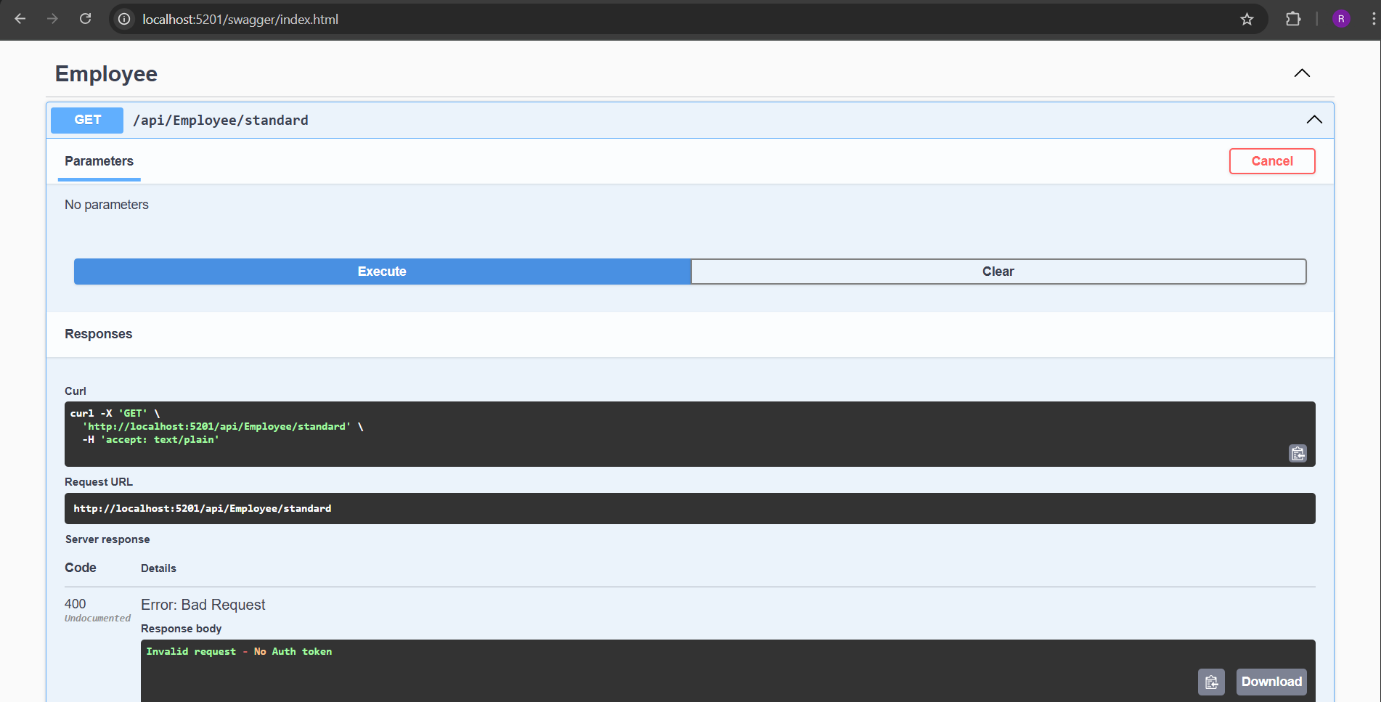 localhost:5201/swagger/index.html
R
Employee
GET /api/Employee/standard
Parameters
Cancel
No parameters
Execute
Clear
Responses
Curl
curl -X 'GET' \
'http://localhost:5201/api/Employee/standard' \
-H 'accept: text/plain'
Request URL
http://localhost:5201/api/Employee/standard
Server response
Code Details
400 Error: Bad Request
Undocumented
Response body
Invalid request - No Auth token
Download